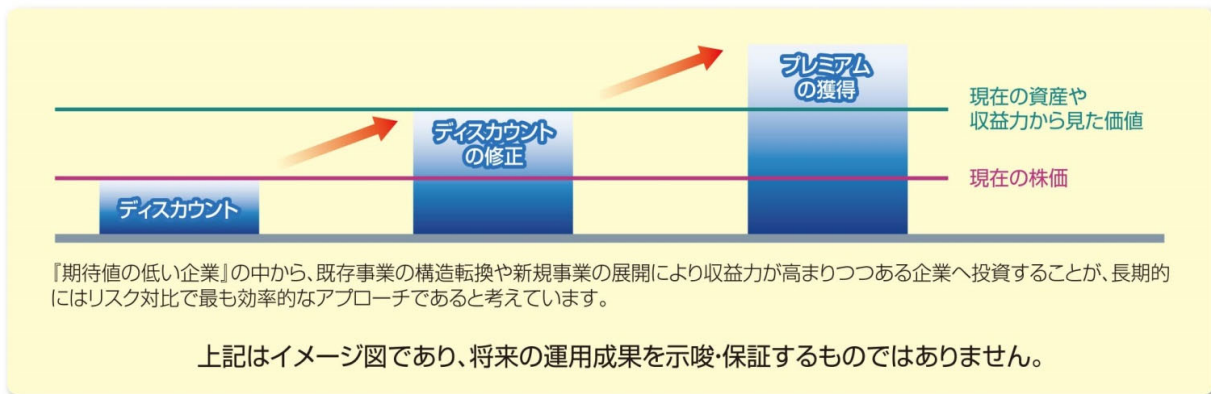 プレミアム
の獲得
現在の資産や
収益力から見た価値
ディスカウント
の修正
現在の株価
ディスカウント
『期待値の低い企業』の中から、既存事業の構造転換や新規事業の展開により収益力が高まりつつある企業へ投資することが、長期的
にはリスク対比で最も効率的なアプローチであると考えています。
上記はイメージ図であり、将来の運用成果を示唆・保証するものではありません。